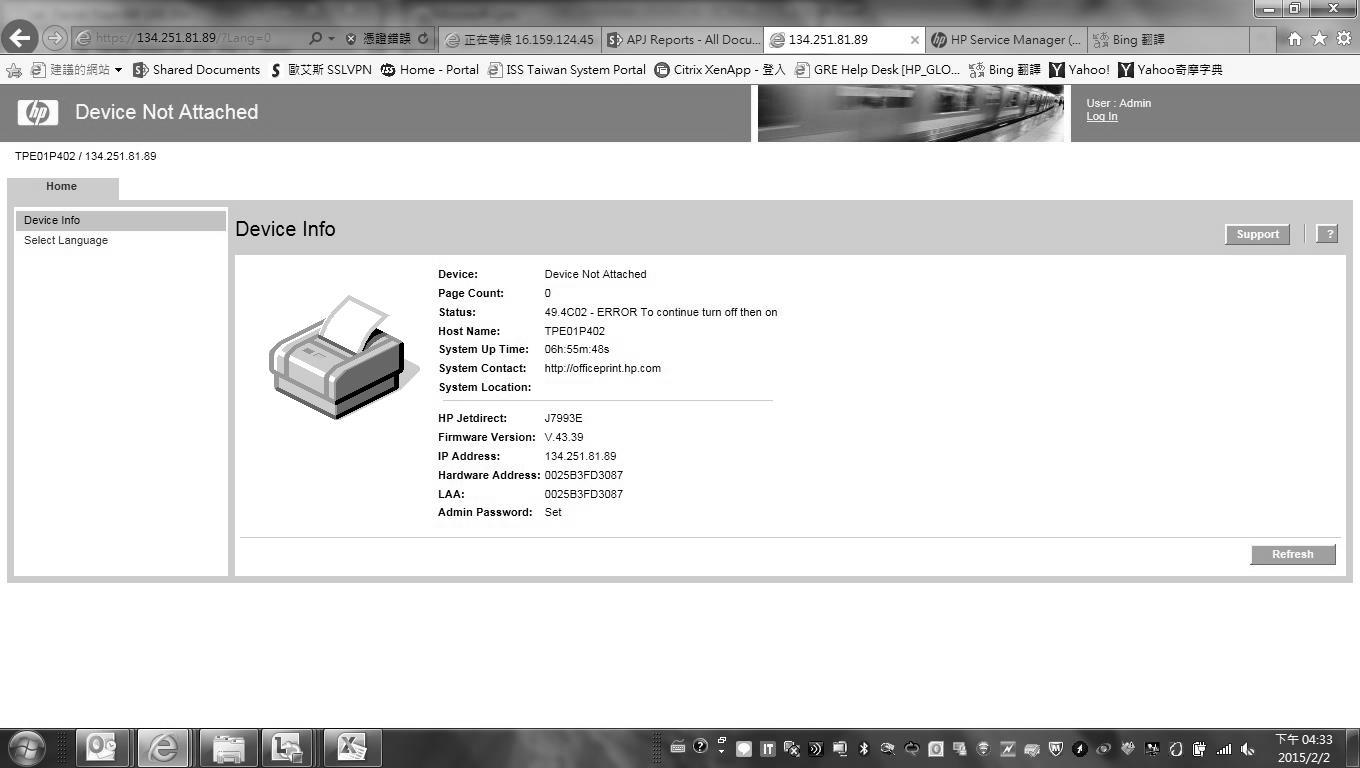 https://134.251.81.89/?Lang=0
憑證錯誤
正在等候 16.159.124.45
APJ Reports - All Docu...
134.251.81.89
HP Service Manager (...
Bing 翻譯
建議的網站
Shared Documents
歐艾斯 SSLVPN
Home - Portal
ISS Taiwan System Portal
Citrix XenApp - 登入
GRE Help Desk [HP_GLO...
Bing 翻譯
Yahoo!
Yahoo奇摩字典
hp
Device Not Attached
User : Admin
Log In
TPE01P402 / 134.251.81.89
Home
Device Info
Select Language
Device Info
Support
?
Device: Device Not Attached
Page Count: 0
Status: 49.4C02 - ERROR To continue turn off then on
Host Name: TPE01P402
System Up Time: 06h:55m:48s
System Contact: http://officeprint.hp.com
System Location:
HP Jetdirect: J7993E
Firmware Version: V.43.39
IP Address: 134.251.81.89
Hardware Address: 0025B3FD3087
LAA: 0025B3FD3087
Admin Password: Set
Refresh
下午 04:33
2015/2/2